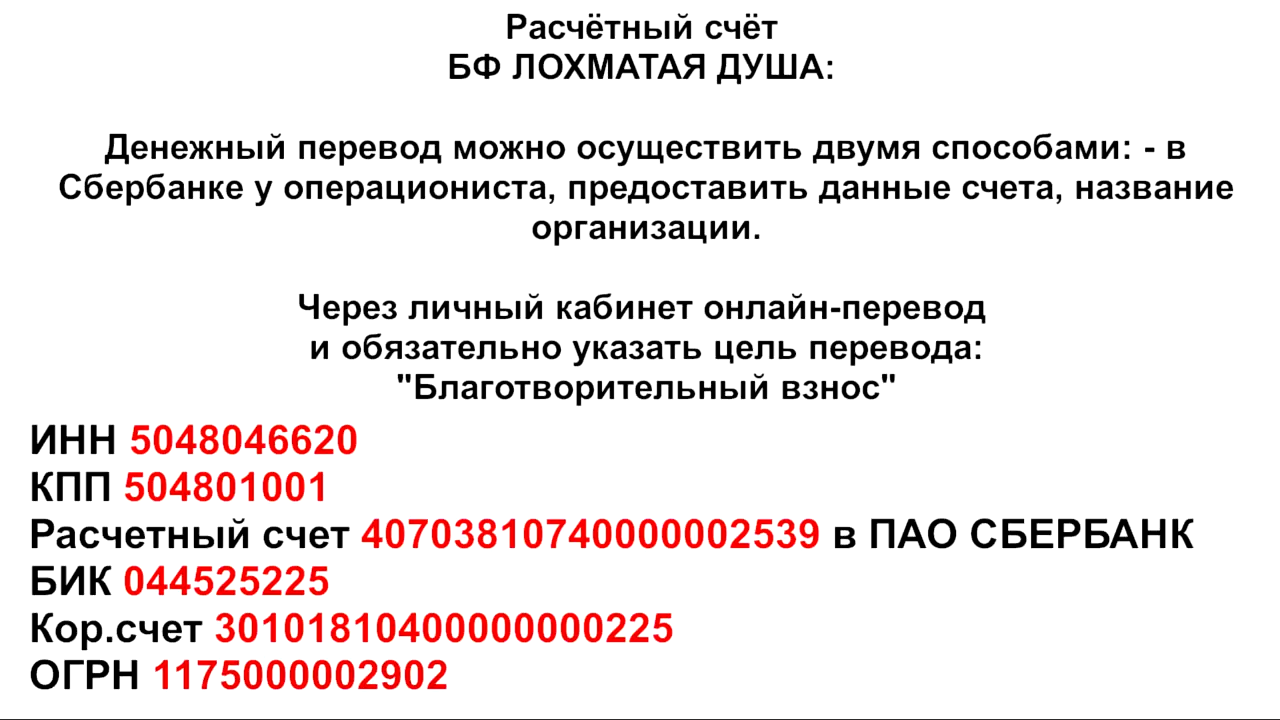 Расчётный счёт
БФ ЛОХМАТАЯ ДУША:
Денежный перевод можно осуществить двумя способами: - в
Сбербанке у операциониста, предоставить данные счета, название
организации.
Через личный кабинет онлайн-перевод
и обязательно указать цель перевода:
"Благотворительный взнос"
ИНН 5048046620
КПП 504801001
Расчетный счет 40703810740000002539 в ПАО СБЕРБАНК
БИК 044525225
Кор.счет 30101810400000000225
ОГРН 1175000002902